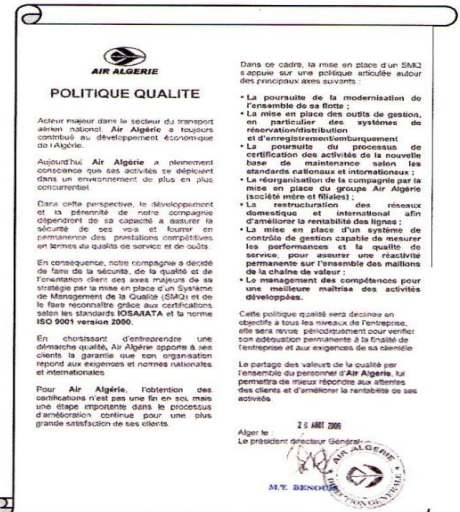 AIR ALGERIE
POLITIQUE QUALITE
Acteur majeur dans le secteur du transport
aérien national, Air Algérie a toujours
contribué au développement économique
de l'Algérie.
Aujourd'hui Air Algérie a pleinement
conscience que ses activités se déploient
dans un environnement de plus en plus
concurrentiel.
Dans cette perspective, le développement
et la pérennité de notre compagnie
dépendront de sa capacité à assurer la
sécurité de ses vols et fournir en
permanence des prestations compétitives
en termes de qualité de service et de coûts.
En conséquence, notre compagnie a décidé
de faire de sa sécurité, de la qualité et de
l'orientation client des axes majeurs de sa
stratégie par la mise en place d'un Système
de Management de la Qualité (SMQ) et de
le faire reconnaître grâce aux certifications
selon les standards IOSA/IATA et la norme
ISO 9001 version 2000.
En choisissant d'entreprendre une
démarche qualité, Air Algérie apporte à ses
clients la garantie que son organisation
répond aux exigences et normes nationales
et internationales.
Pour Air Algérie, l'obtention des
certifications n'est pas une fin en soi, mais
une étape importante dans le processus
d'amélioration continue pour une plus
grande satisfaction de ses clients.
Dans ce cadre, la mise en place d'un SMQ
s'appuie sur une politique articulée autour
des principaux axes suivants :
• La poursuite de la modernisation de
l'ensemble de sa flotte ;
• La mise en place des outils de gestion,
en particulier des systèmes de
réservation/distribution
et d'enregistrement/embarquement
• La poursuite du processus de
certification des activités de la nouvelle
base de maintenance selon les
standards nationaux et internationaux ;
• La réorganisation de la compagnie par la
mise en place du groupe Air Algérie
(société mère et filiales) ;
• La restructuration des réseaux
domestique et international afin
d'améliorer la rentabilité des lignes ;
• La mise en place d'un système de
contrôle de gestion capable de mesurer
les performances et la qualité de
service, pour assurer une réactivité
permanente sur l'ensemble des maillons
de la chaîne de valeur ;
• Le management des compétences pour
une meilleure maîtrise des activités
développées.
Cette politique qualité sera déclinée en
objectifs à tous les niveaux de l'entreprise,
elle sera revue périodiquement pour vérifier
son adéquation permanente à la finalité de
l'entreprise et aux exigences de sa clientèle
Le partage des valeurs de la qualité par
l'ensemble du personnel d'Air Algérie, lui
permettra de mieux répondre aux attentes
des clients et d'améliorer la rentabilité de ses
activités.
Alger le : 26 AOUT 2006
Le président directeur Général
AIR ALGERIE
DIRECTION GENERALE